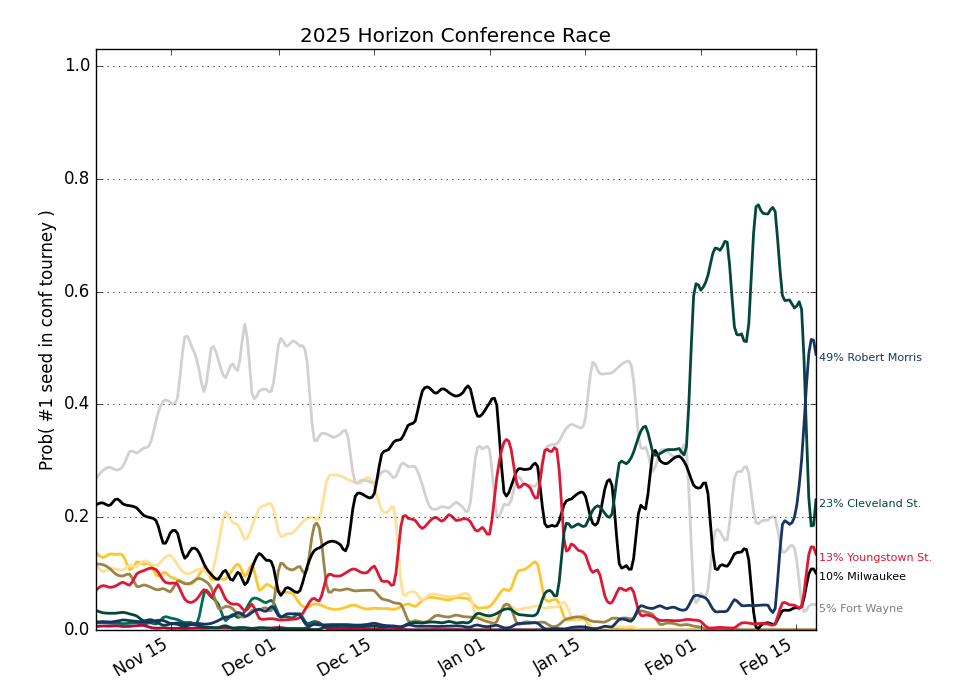 2025 Horizon Conference Race
Prob( #1 seed in conf tourney )
1.0
0.8
0.6
0.4
0.2
0.0
Nov 15
Dec 01
Dec 15
Jan 01
Jan 15
Feb 01
Feb 15
49% Robert Morris
23% Cleveland St.
13% Youngstown St.
10% Milwaukee
5% Fort Wayne